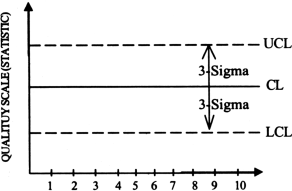 QUALITUY SCALE (STATISTIC)
UCL
3-Sigma
CL
3-Sigma
LCL
1 2 3 4 5 6 7 8 9 10